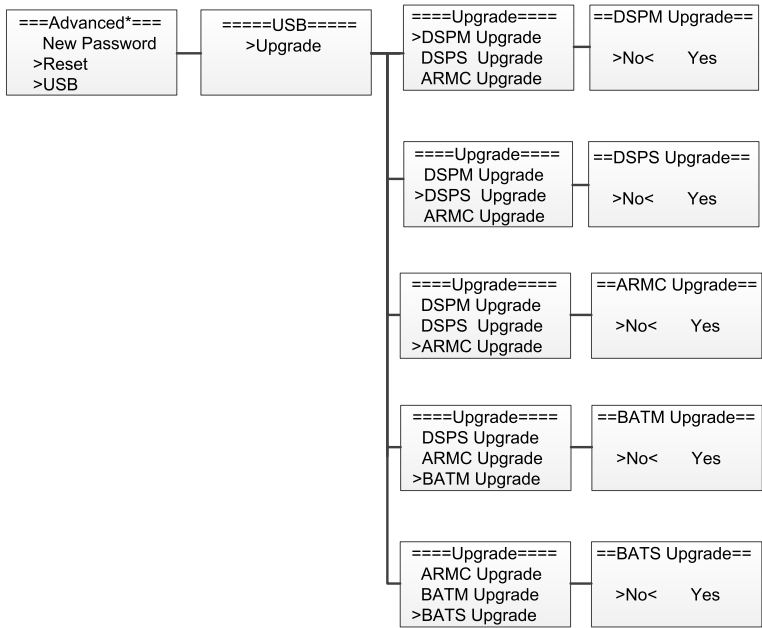 ===Advanced*===
New Password
>Reset
>USB
=====USB=====
>Upgrade
====Upgrade====
>DSPM Upgrade
DSPS Upgrade
ARMC Upgrade
==DSPM Upgrade==
>No< Yes
====Upgrade====
DSPM Upgrade
>DSPS Upgrade
ARMC Upgrade
==DSPS Upgrade==
>No< Yes
====Upgrade====
DSPM Upgrade
DSPS Upgrade
>ARMC Upgrade
==ARMC Upgrade==
>No< Yes
====Upgrade====
DSPS Upgrade
ARMC Upgrade
>BATM Upgrade
==BATM Upgrade==
>No< Yes
====Upgrade====
ARMC Upgrade
BATM Upgrade
>BATS Upgrade
==BATS Upgrade==
>No< Yes